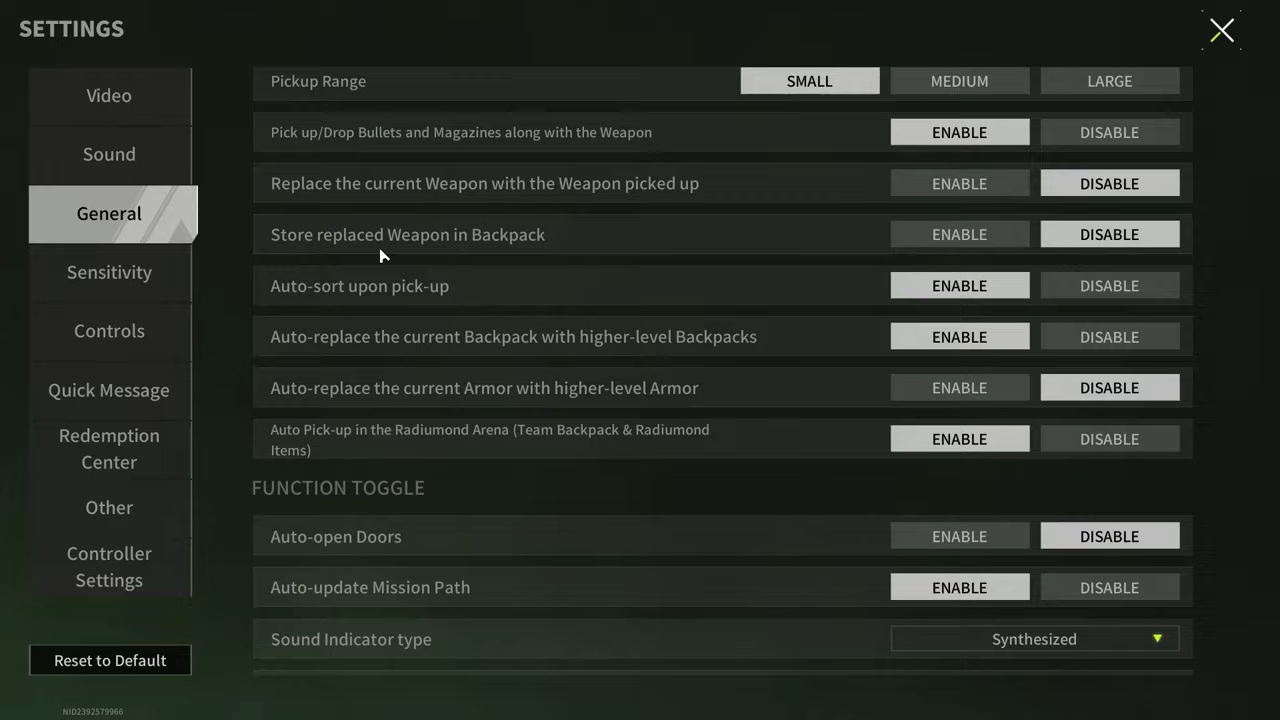 SETTINGS
Video
Sound
General
Sensitivity
Controls
Quick Message
Redemption
Center
Other
Controller
Settings
Reset to Default
NID2392579966
Pickup Range SMALL MEDIUM LARGE
Pick up/Drop Bullets and Magazines along with the Weapon ENABLE DISABLE
Replace the current Weapon with the Weapon picked up ENABLE DISABLE
Store replaced Weapon in Backpack ENABLE DISABLE
Auto-sort upon pick-up ENABLE DISABLE
Auto-replace the current Backpack with higher-level Backpacks ENABLE DISABLE
Auto-replace the current Armor with higher-level Armor ENABLE DISABLE
Auto Pick-up in the Radiumond Arena (Team Backpack & Radiumond
Items) ENABLE DISABLE
FUNCTION TOGGLE
Auto-open Doors ENABLE DISABLE
Auto-update Mission Path ENABLE DISABLE
Sound Indicator type Synthesized